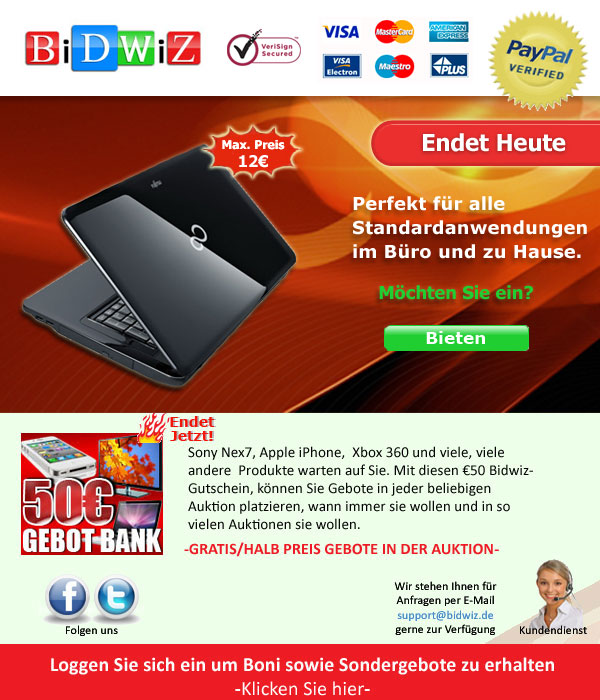 BiDWiZ
VeriSign
Secured
VISA
MasterCard
AMERICAN
EXPRESS
VISA
Electron
Maestro
PLUS
PayPal
VERIFIED
Endet Heute
Max. Preis
12€
Perfekt für alle
Standardanwendungen
im Büro und zu Hause.
Möchten Sie ein?
Bieten
Endet
Jetzt!
50€
GEBOT BANK
Sony Nex7, Apple iPhone, Xbox 360 und viele, viele
andere Produkte warten auf Sie. Mit diesen €50 Bidwiz-
Gutschein, können Sie Gebote in jeder beliebigen
Auktion platzieren, wann immer sie wollen und in so
vielen Auktionen sie wollen.
-GRATIS/HALB PREIS GEBOTE IN DER AUKTION-
Folgen uns
Wir stehen Ihnen für
Anfragen per E-Mail
support@bidwiz.de
gerne zur Verfügung
Kundendienst
Loggen Sie sich ein um Boni sowie Sondergebote zu erhalten
-Klicken Sie hier-